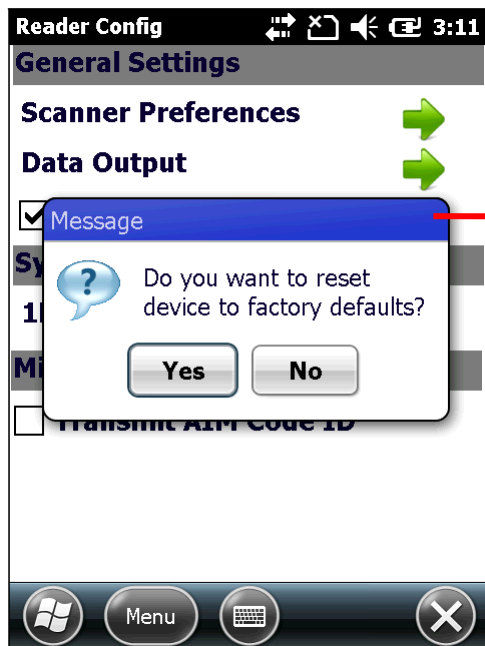 Reader Config 3:11
General Settings
Scanner Preferences
Data Output
Message
Do you want to reset
device to factory defaults?
Yes No
Transmit AIM Code ID
Menu